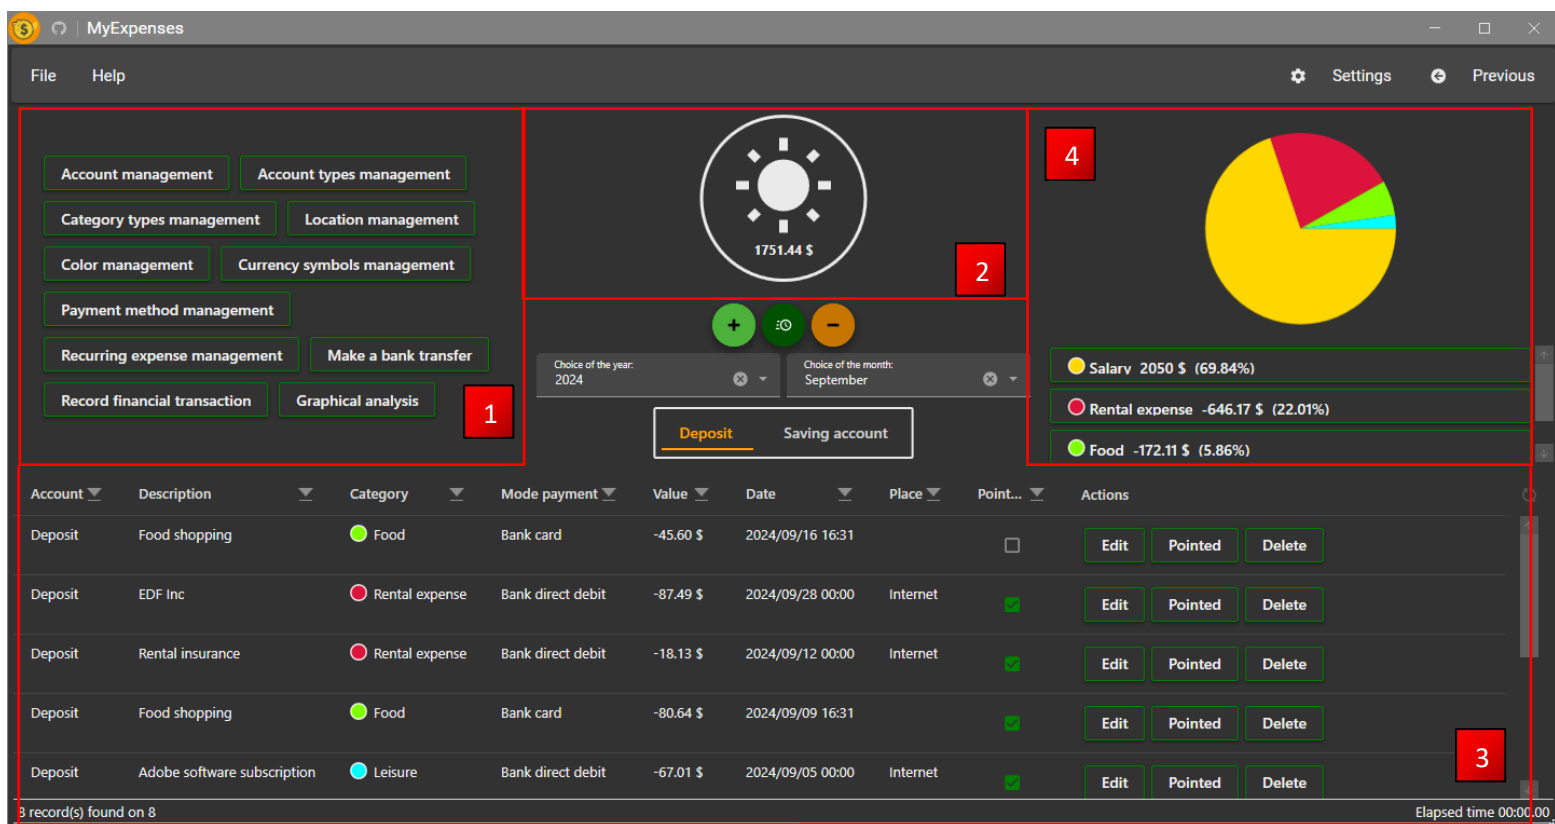 MyExpenses
File Help Settings Previous
Account management Account types management
Category types management Location management
Color management Currency symbols management
Payment method management
Recurring expense management Make a bank transfer
Record financial transaction Graphical analysis
1
1751.44 $
2
+ −
Choice of the year: Choice of the month:
2024 September
Deposit Saving account
4
Salary 2050 $ (69.84%)
Rental expense -646.17 $ (22.01%)
Food -172.11 $ (5.86%)
Account Description Category Mode payment Value Date Place Point... Actions
Deposit Food shopping Food Bank card -45.60 $ 2024/09/16 16:31 Edit Pointed Delete
Deposit EDF Inc Rental expense Bank direct debit -87.49 $ 2024/09/28 00:00 Internet Edit Pointed Delete
Deposit Rental insurance Rental expense Bank direct debit -18.13 $ 2024/09/12 00:00 Internet Edit Pointed Delete
Deposit Food shopping Food Bank card -80.64 $ 2024/09/09 16:31 Edit Pointed Delete
Deposit Adobe software subscription Leisure Bank direct debit -67.01 $ 2024/09/05 00:00 Internet Edit Pointed Delete
3
8 record(s) found on 8 Elapsed time 00:00.00